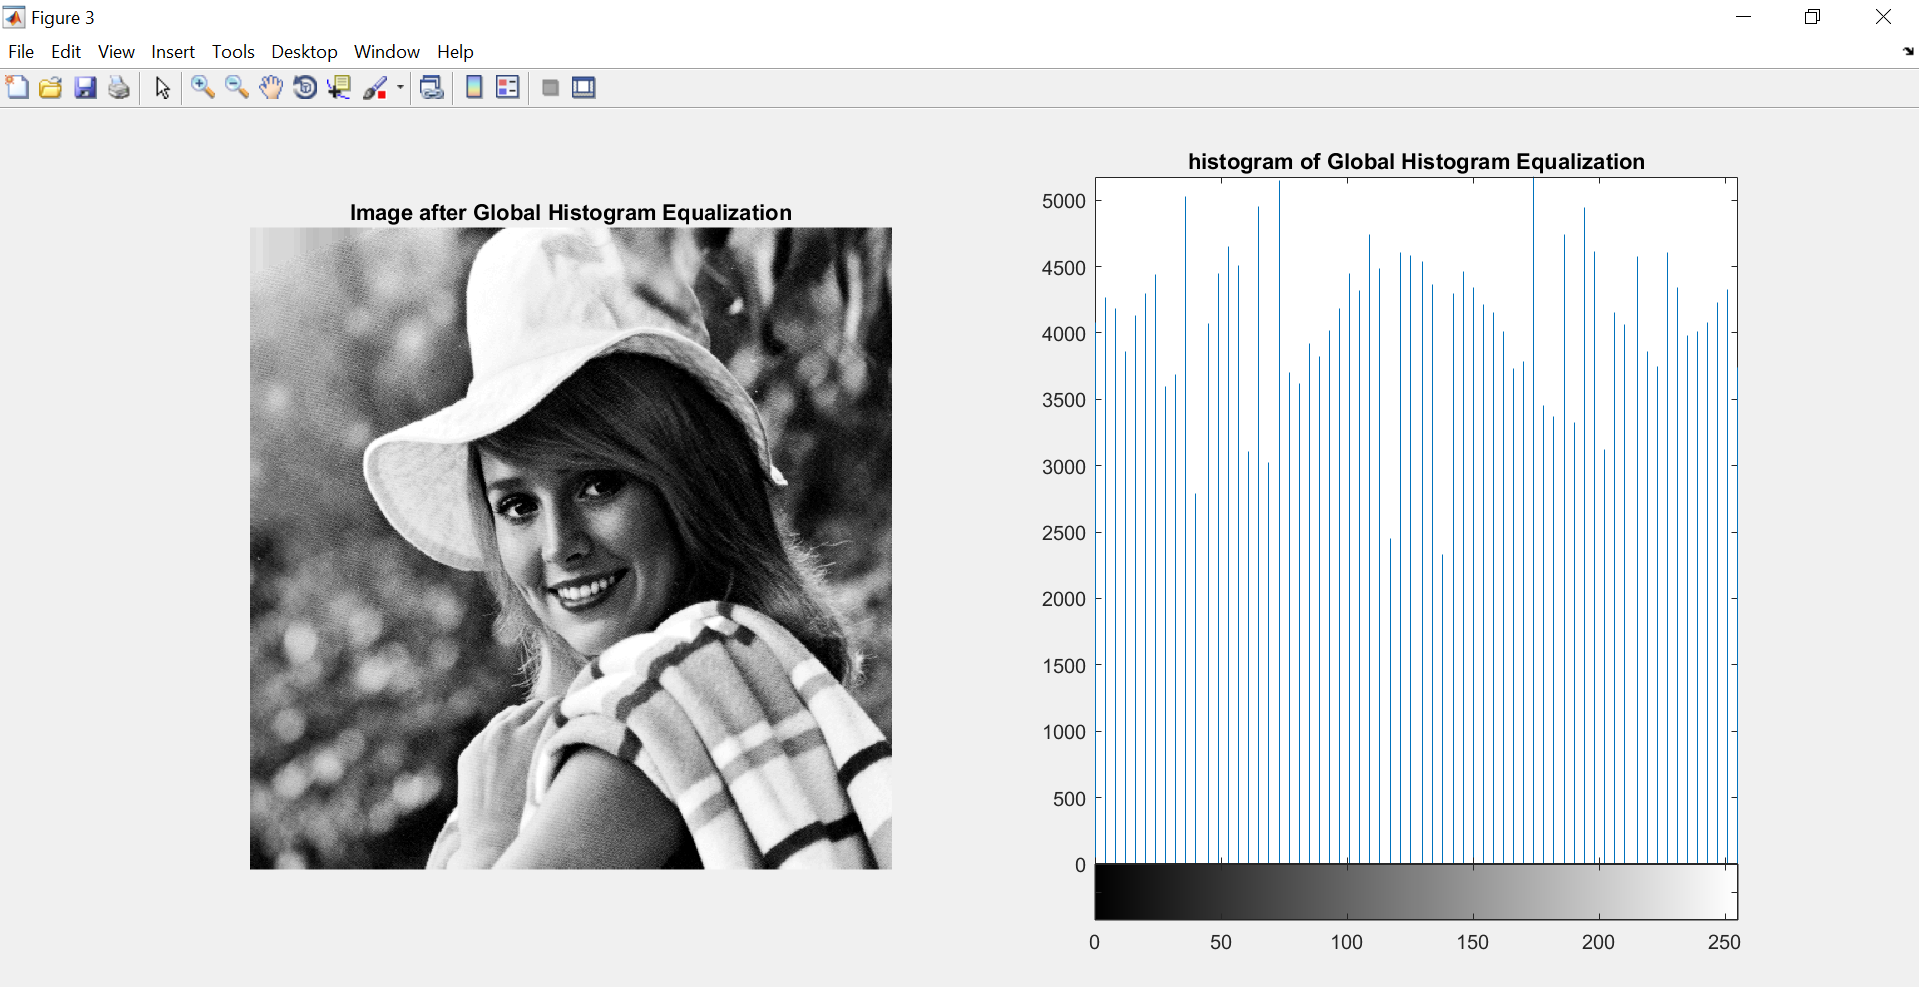 Figure 3
File Edit View Insert Tools Desktop Window Help
Image after Global Histogram Equalization
histogram of Global Histogram Equalization
5000
4500
4000
3500
3000
2500
2000
1500
1000
500
0
0 50 100 150 200 250